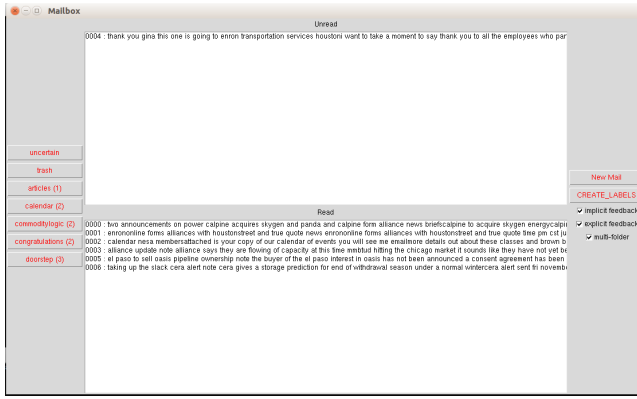 Mailbox
Unread
0004 : thank you gina this one is going to enron transportation services houstoni want to take a moment to say thank you to all the employees who par
uncertain
trash
articles (1)
calendar (2)
commoditylogic (2)
congratulations (2)
doorstep (3)
New Mail
CREATE_LABELS
implicit feedback
explicit feedback
multi-folder
Read
0000 : two announcements on power calpine acquires skygen and panda and calpine form alliance news briefscalpine to acquire skygen energycalpi
0001 : enrononline forms alliances with houstonstreet and true quote news enrononline forms alliances with houstonstreet and true quote time pm cst ju
0002 : calendar nesa membersattached is your copy of our calendar of events you will see me emailmore details out about these classes and brown b
0003 : alliance update note alliance says they are flowing of capacity at this time mmbtud hitting the chicago market it sounds like they have not yet be
0005 : el paso to sell oasis pipeline ownership note the buyer of the el paso interest in oasis has not been announced a consent agreement has been
0006 : taking up the slack cera alert note cera gives a storage prediction for end of withdrawal season under a normal wintercera alert sent fri novembe